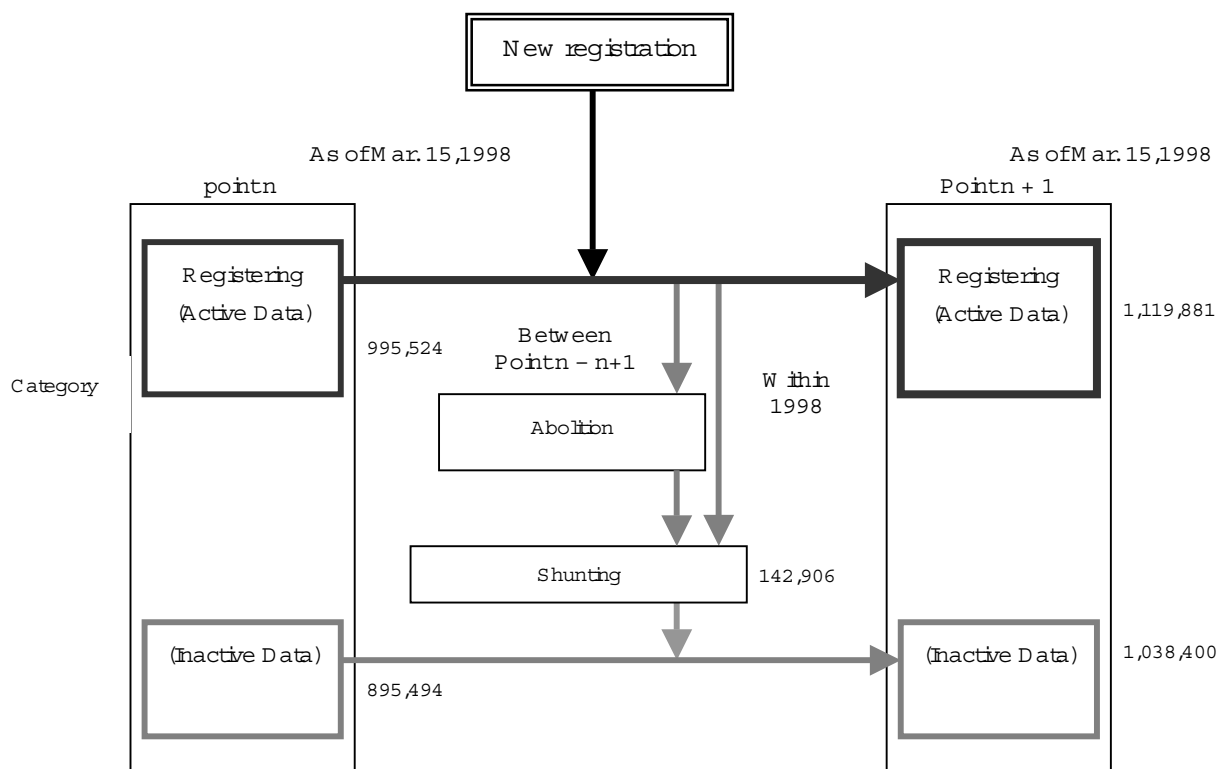 New registration
As of Mar. 15, 1998
As of Mar. 15, 1998
point n
Point n + 1
Registering
(Active Data)
995,524
Registering
(Active Data)
1,119,881
Between
Point n – n+1
Within
1998
Category
Abolition
Shunting
142,906
(Inactive Data)
895,494
(Inactive Data)
1,038,400